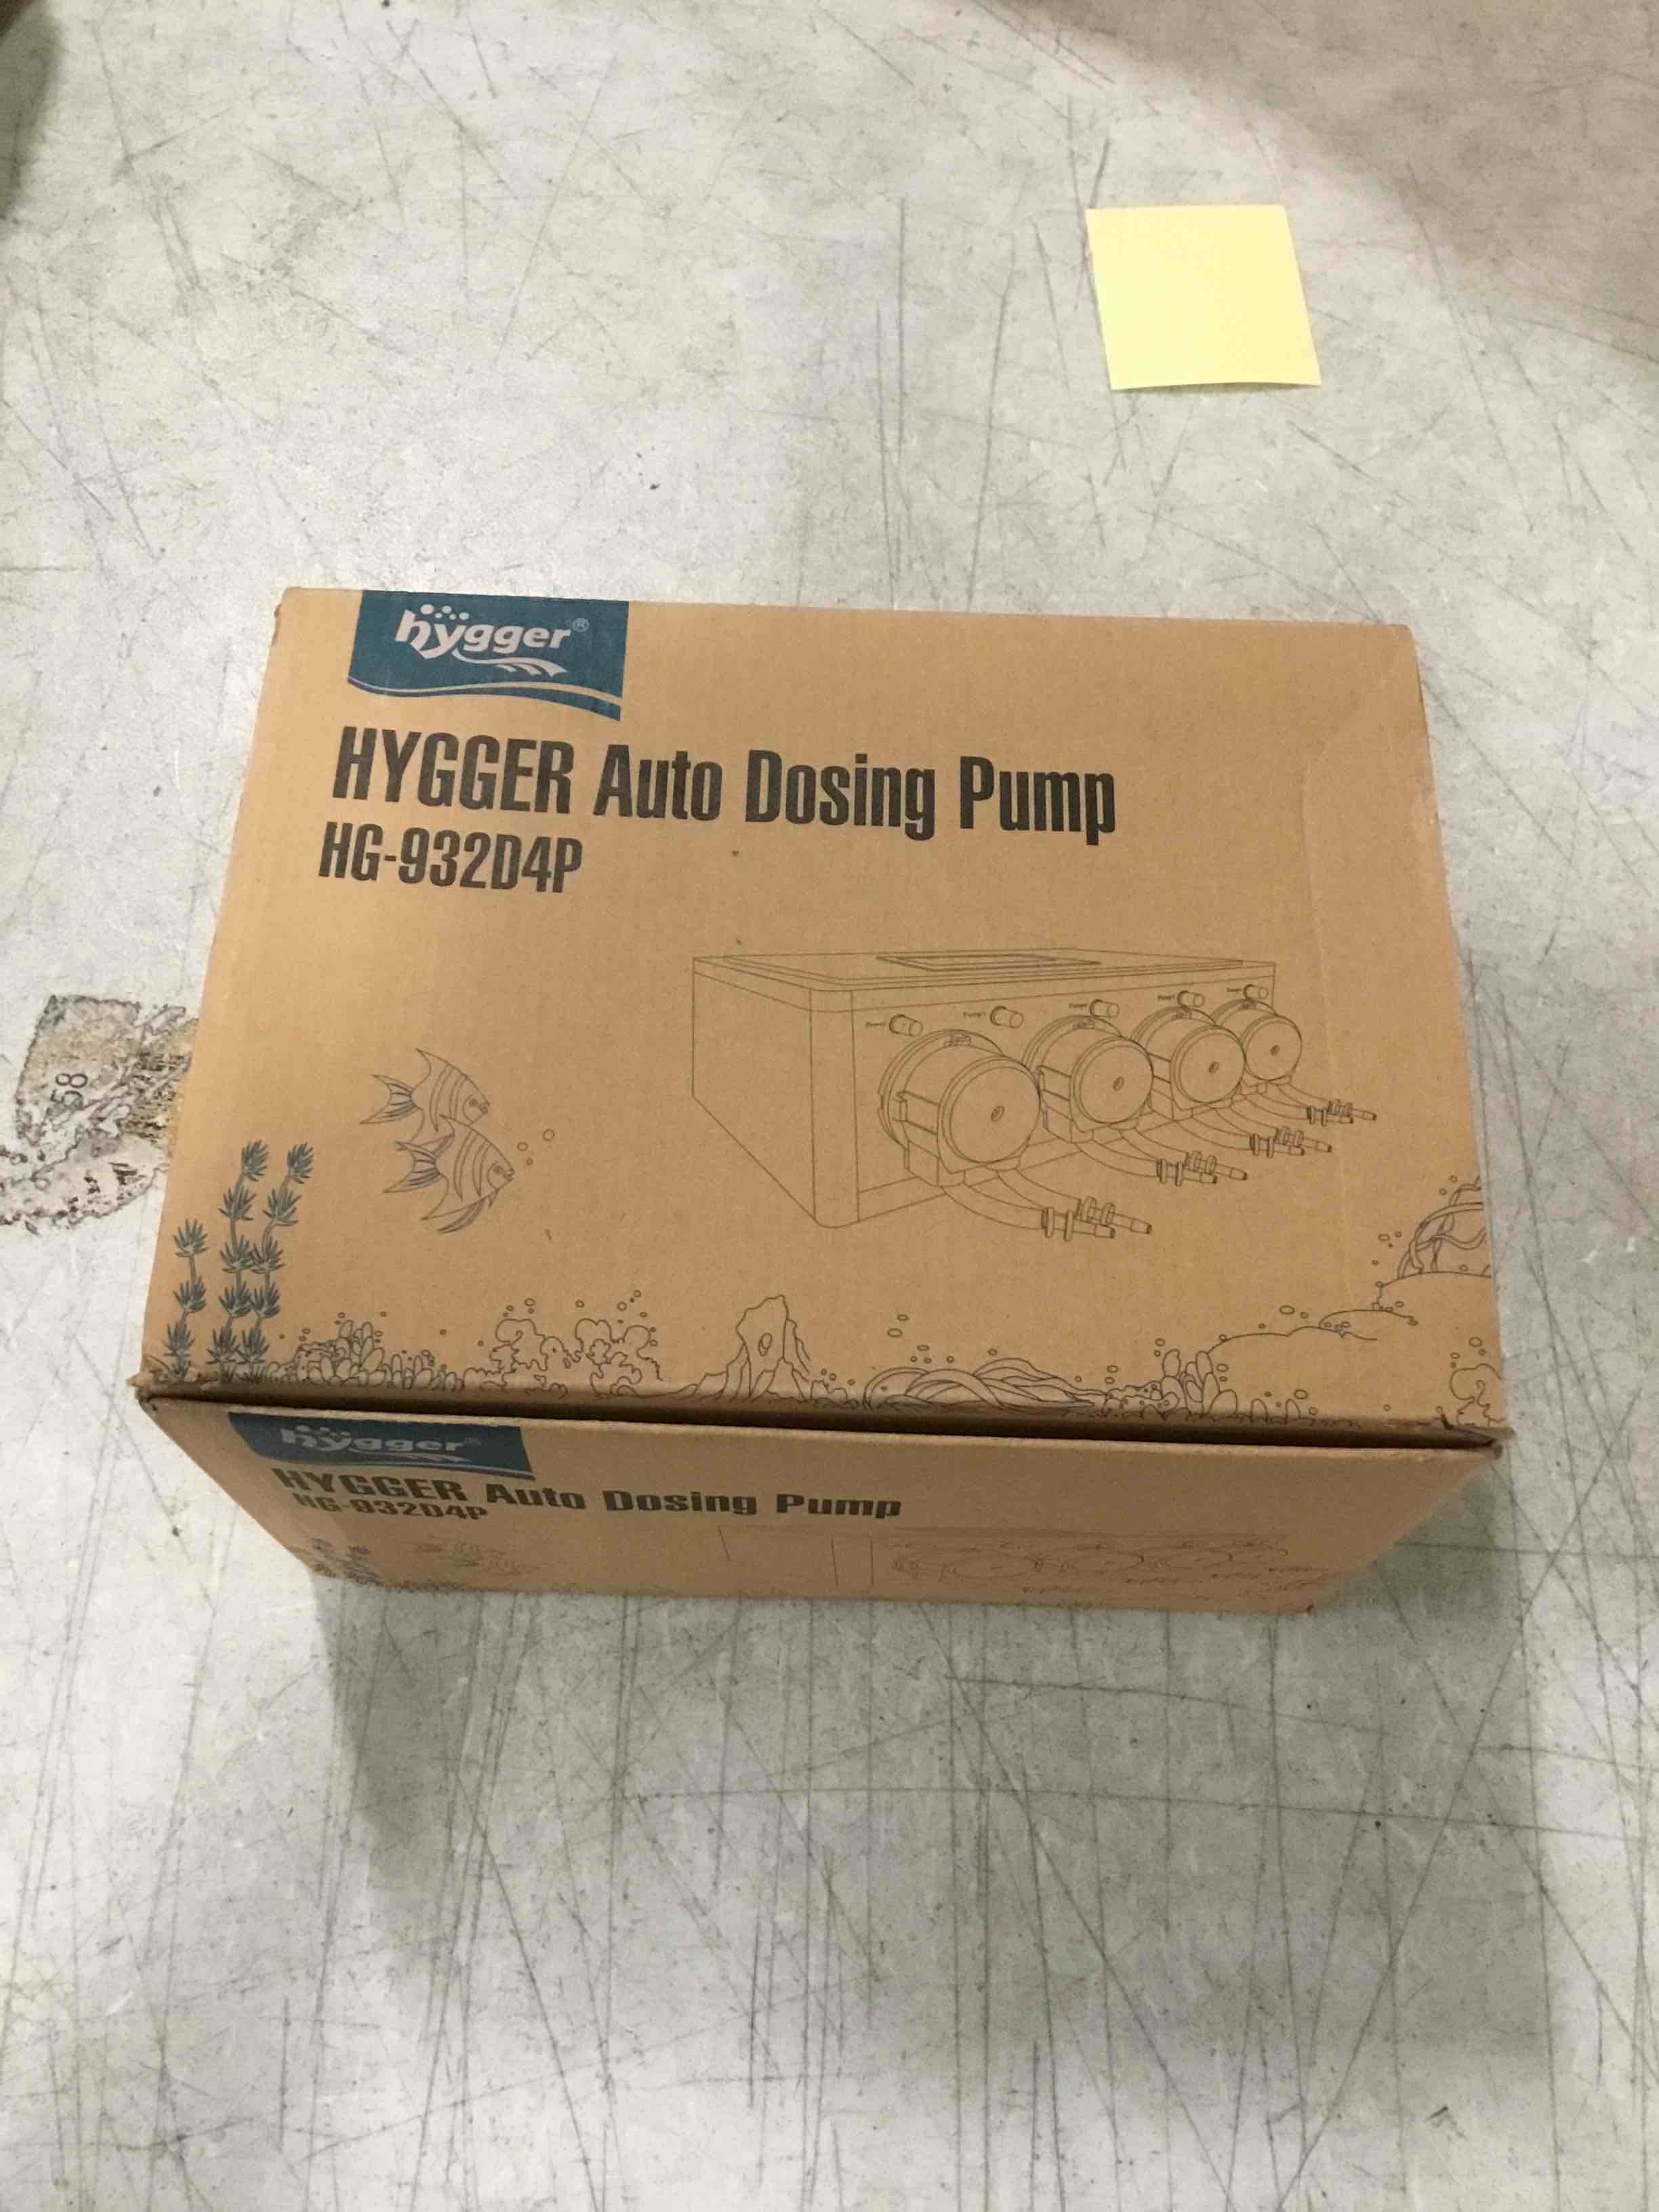 hygger®
HYGGER Auto Dosing Pump
HG-932D4P
58
hygger®
HYGGER Auto Dosing Pump
HG-932D4P